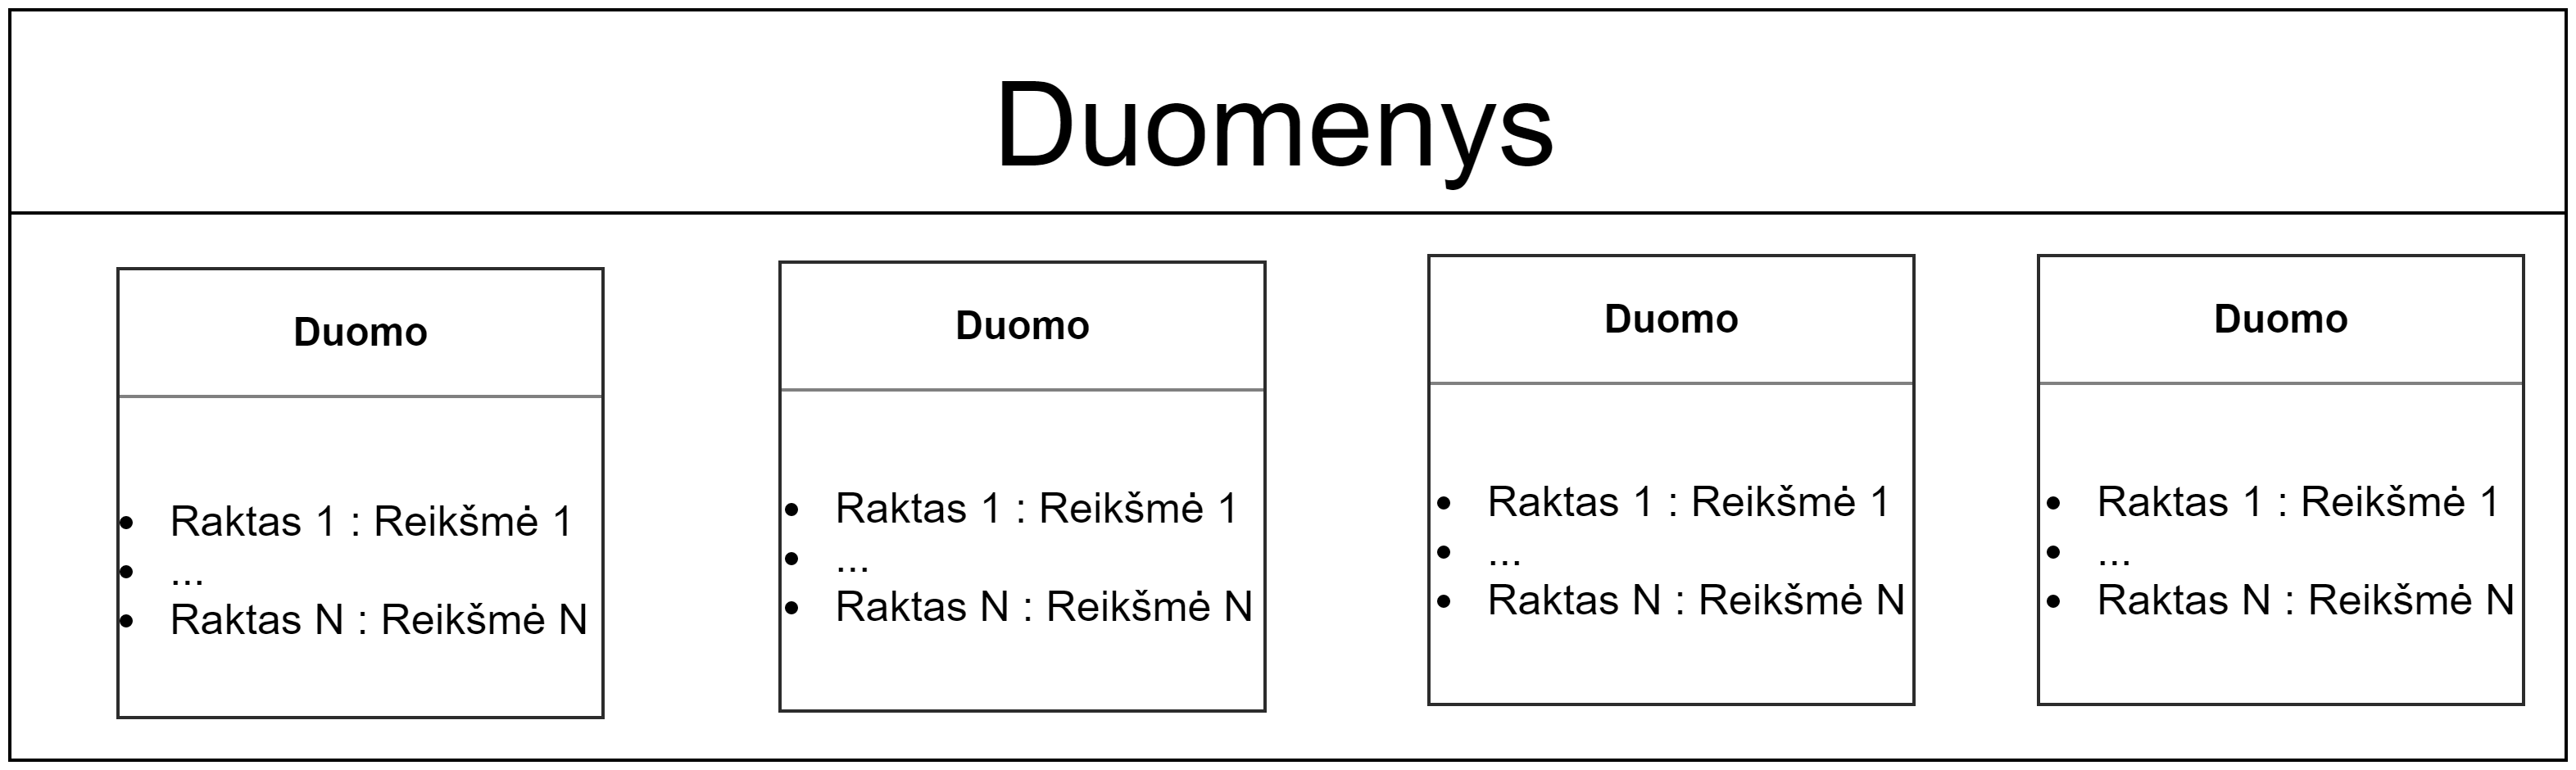 Duomenys
Duomo
• Raktas 1 : Reikšmė 1
• ...
• Raktas N : Reikšmė N
Duomo
• Raktas 1 : Reikšmė 1
• ...
• Raktas N : Reikšmė N
Duomo
• Raktas 1 : Reikšmė 1
• ...
• Raktas N : Reikšmė N
Duomo
• Raktas 1 : Reikšmė 1
• ...
• Raktas N : Reikšmė N